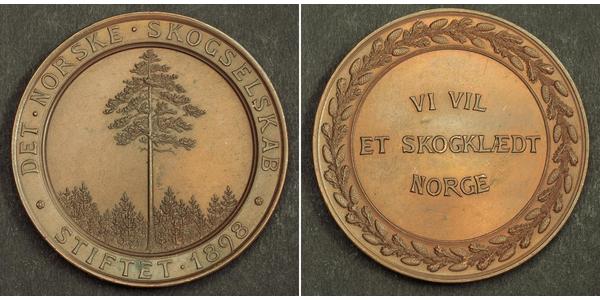 DET · NORSKE · SKOGSELSKAB
STIFTET · 1898
VI VIL
ET SKOGKLÆDT
NORGE